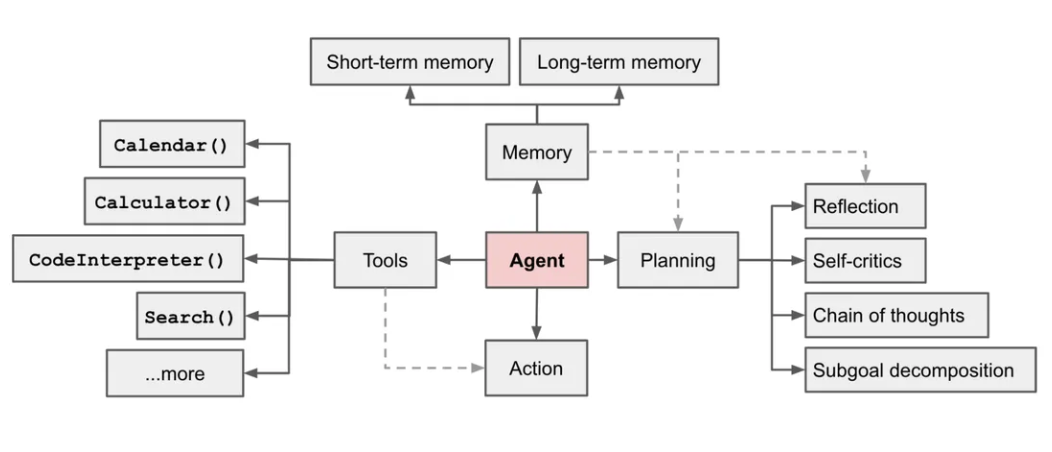 Short-term memory
Long-term memory
Calendar()
Memory
Calculator()
Reflection
CodeInterpreter()
Tools
Agent
Planning
Self-critics
Search()
Chain of thoughts
...more
Action
Subgoal decomposition